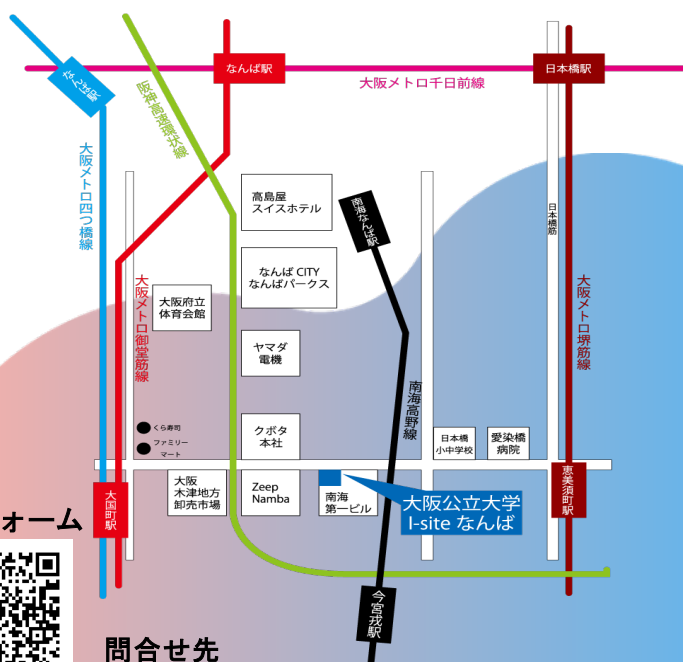 なんば駅
なんば駅
日本橋駅
大阪メトロ千日前線
阪神高速環状線
大阪メトロ四つ橋線
高島屋
スイスホテル
南海なんば駅
日本橋筋
なんば CITY
なんばパークス
大阪府立
体育会館
大阪メトロ御堂筋線
大阪メトロ堺筋線
ヤマダ
電機
南海高野線
くら寿司
ファミリー
マート
クボタ
本社
日本橋
小中学校
愛染橋
病院
大国町駅
大阪
木津地方
卸売市場
Zeep
Namba
南海
第一ビル
大阪公立大学
I-site なんば
恵美須町駅
ォーム
今宮戎駅
問合せ先